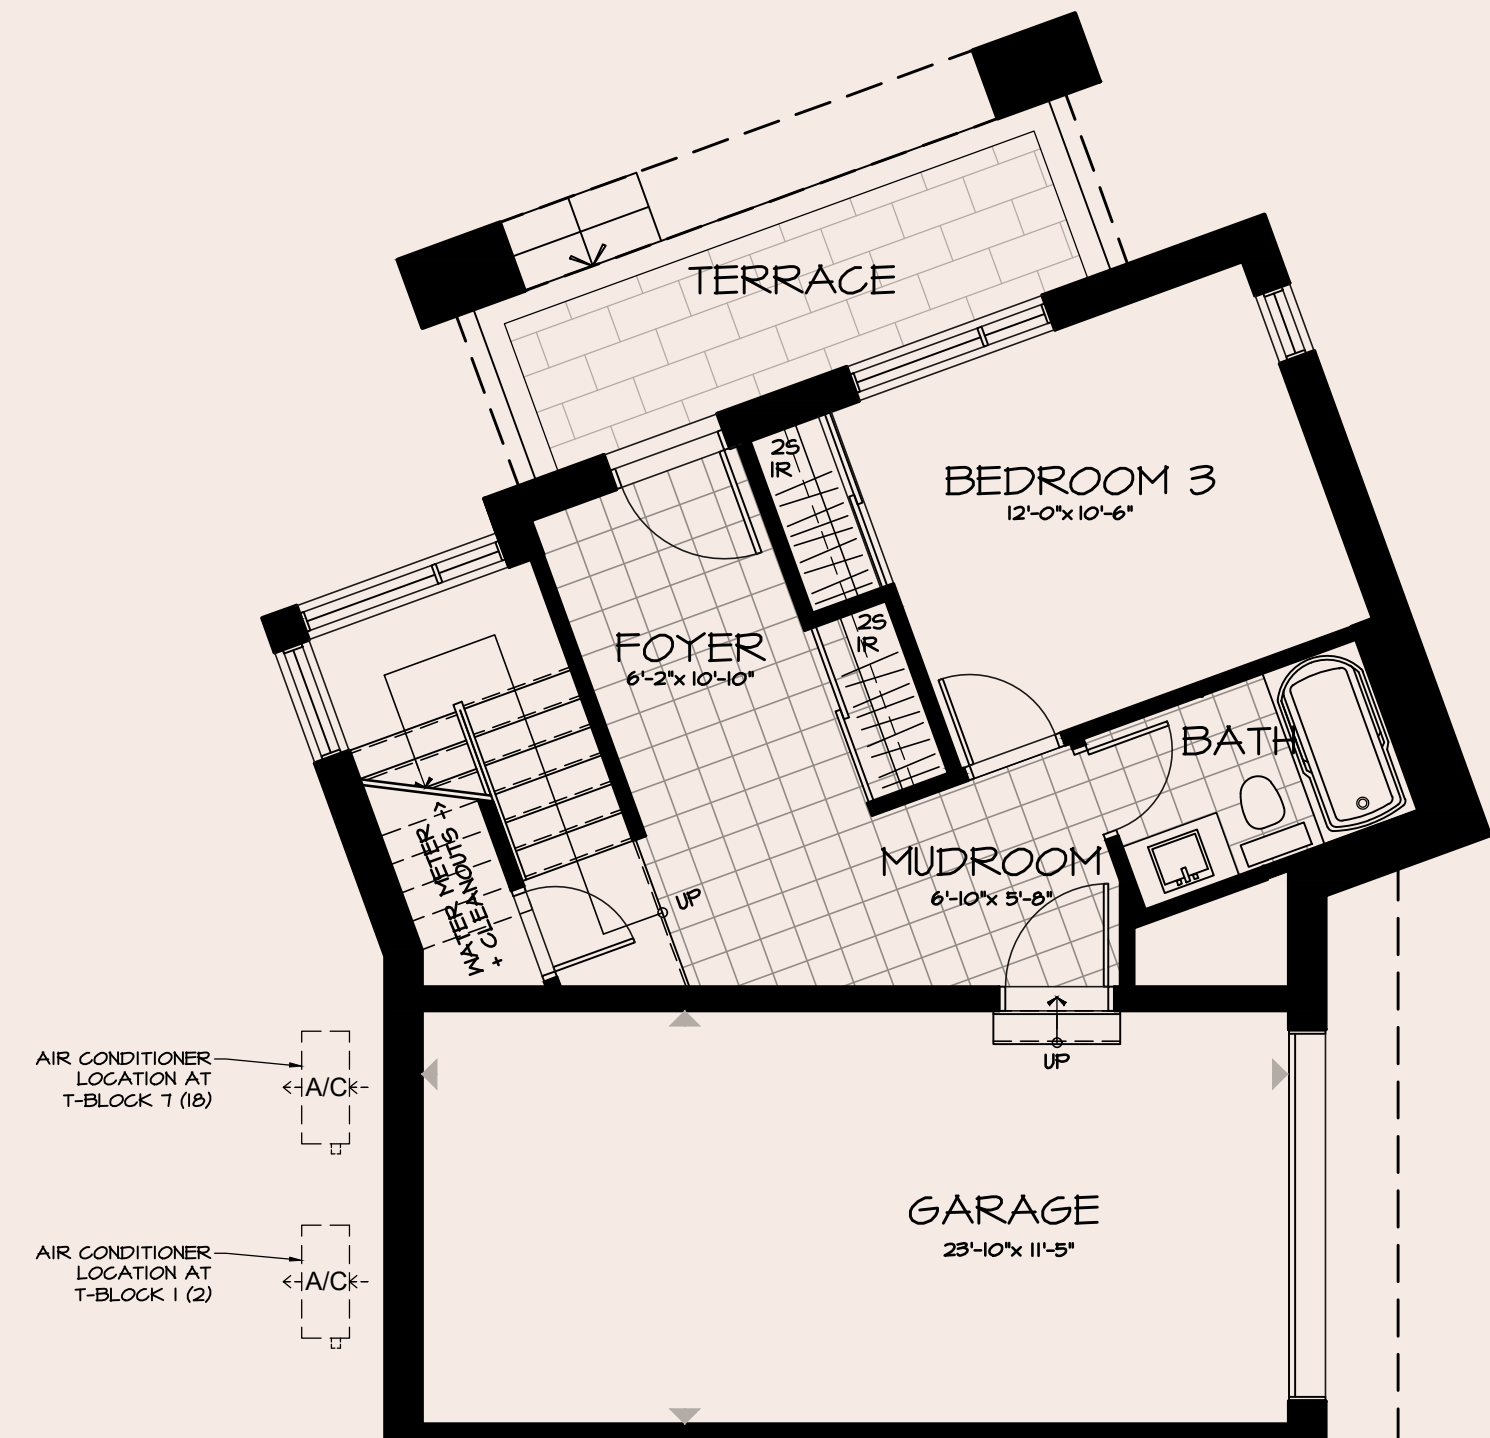 TERRACE
2S
1R
BEDROOM 3
12'-0"x 10'-6"
2S
1R
FOYER
6'-2"x 10'-10"
BATH
WATER METER
+ CLEANOUTS
MUDROOM
6'-10"x 5'-8"
UP
UP
AIR CONDITIONER
LOCATION AT
T-BLOCK 7 (18)
A/C
GARAGE
23'-10"x 11'-5"
AIR CONDITIONER
LOCATION AT
T-BLOCK 1 (2)
A/C